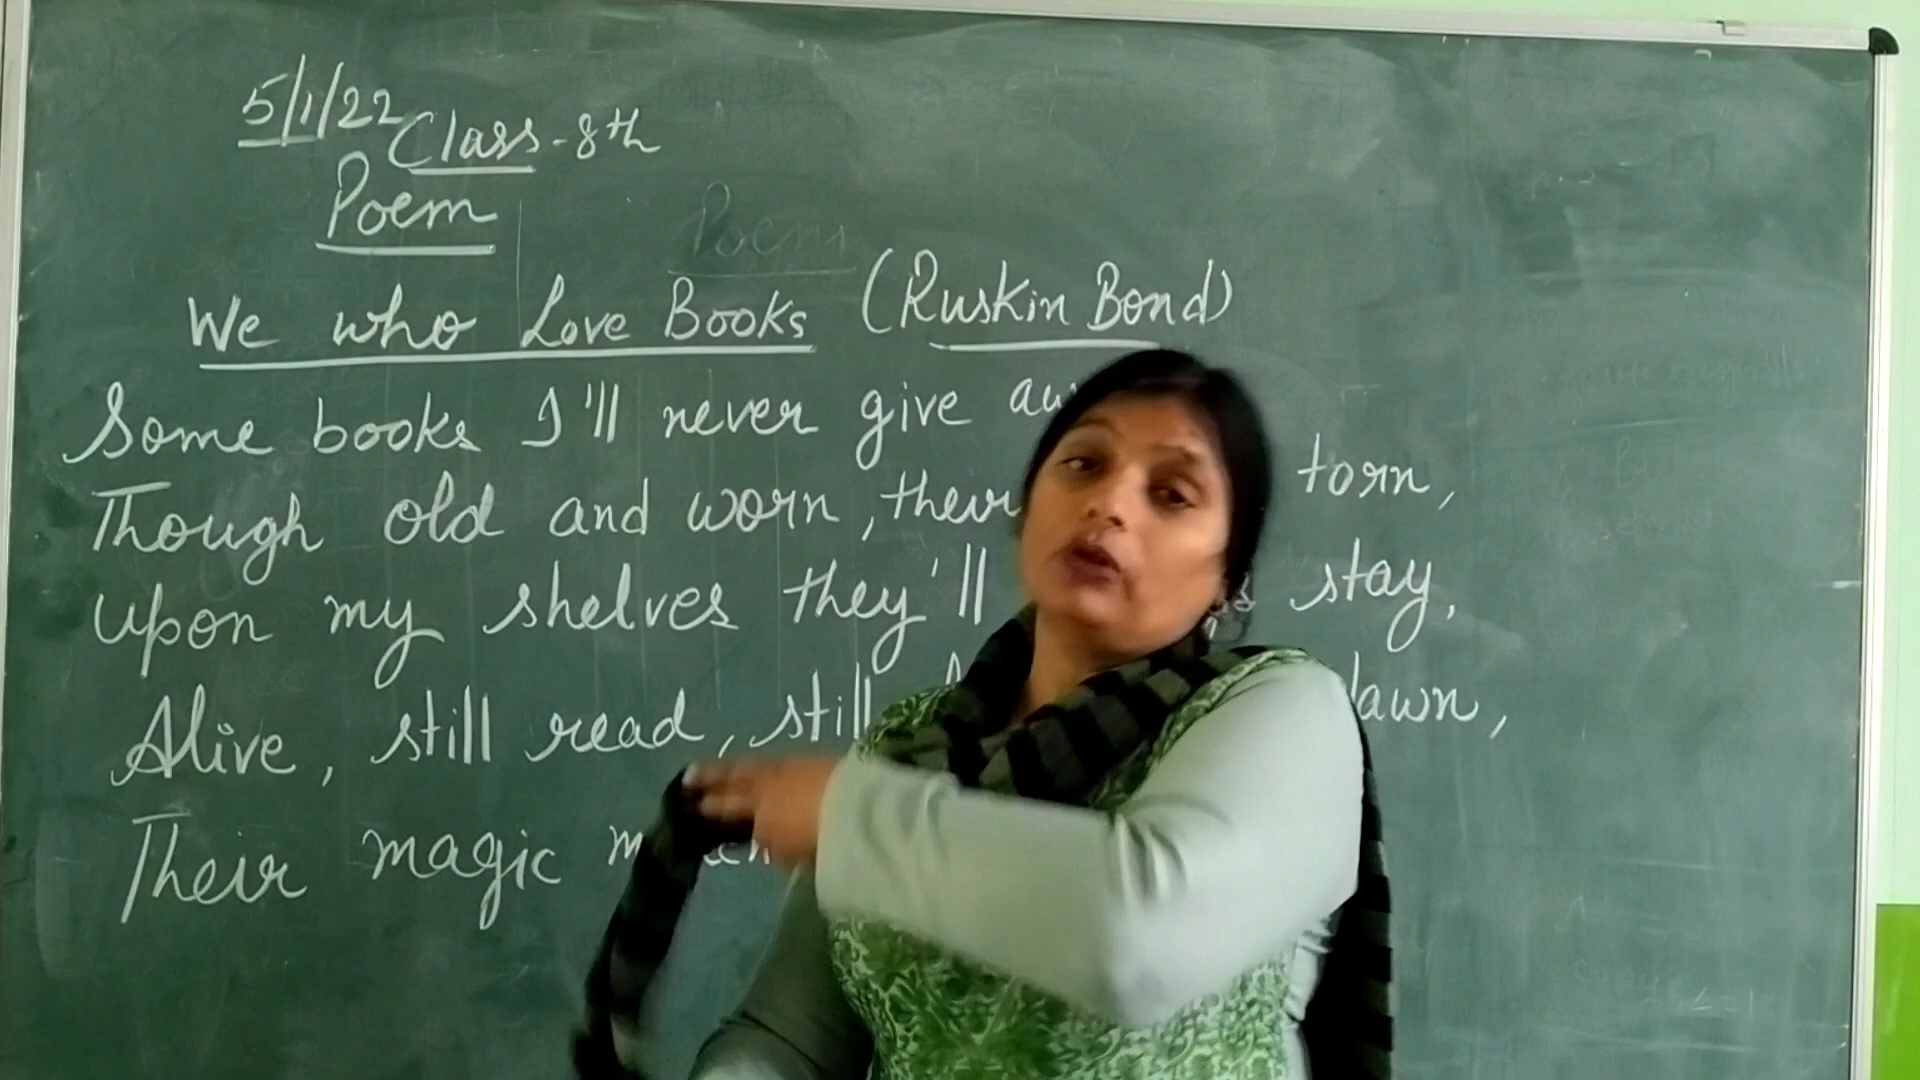 5/1/22 Class-8th
Poem
Poem
We who Love Books (Ruskin Bond)
Some books I'll never give
Though old and worn, their torn,
Upon my shelves they'll stay,
Alive, still read, still
Their magic